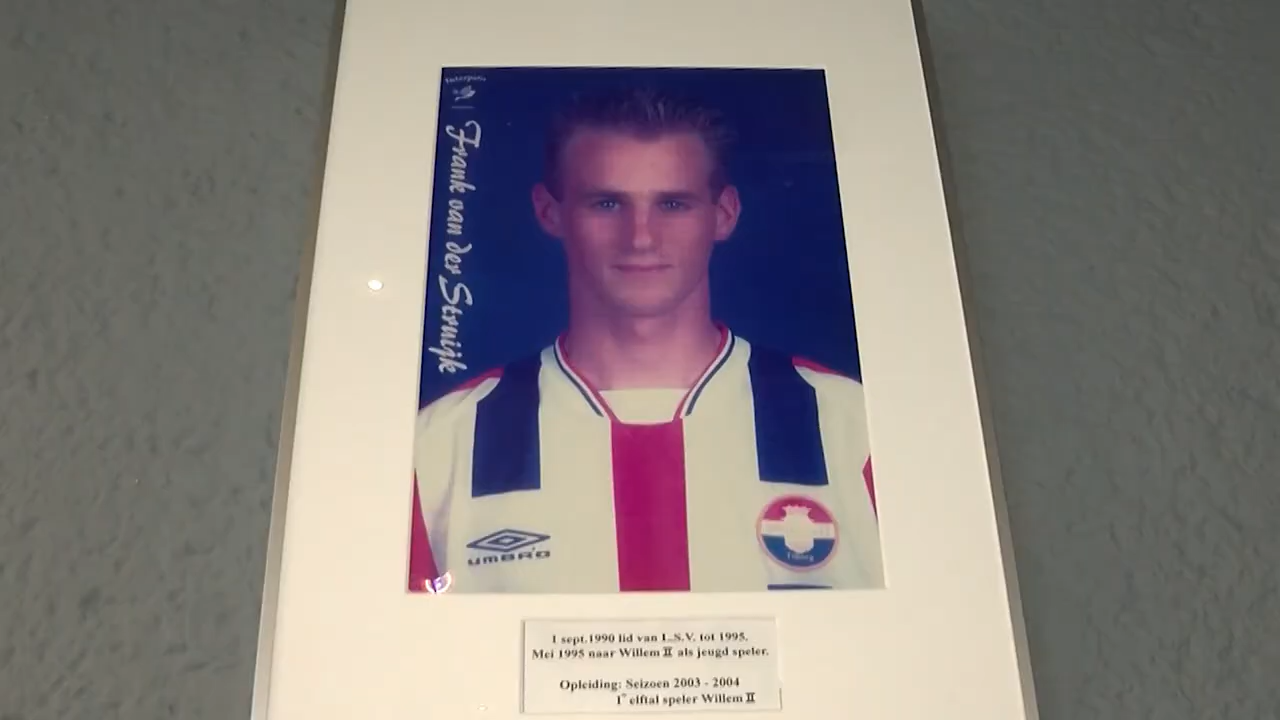 Frank van der Struijk
UMBRO
Tilburg
1 sept.1990 lid van L.S.V. tot 1995.
Mei 1995 naar Willem II als jeugd speler.
Opleiding: Seizoen 2003 - 2004
1e elftal speler Willem II